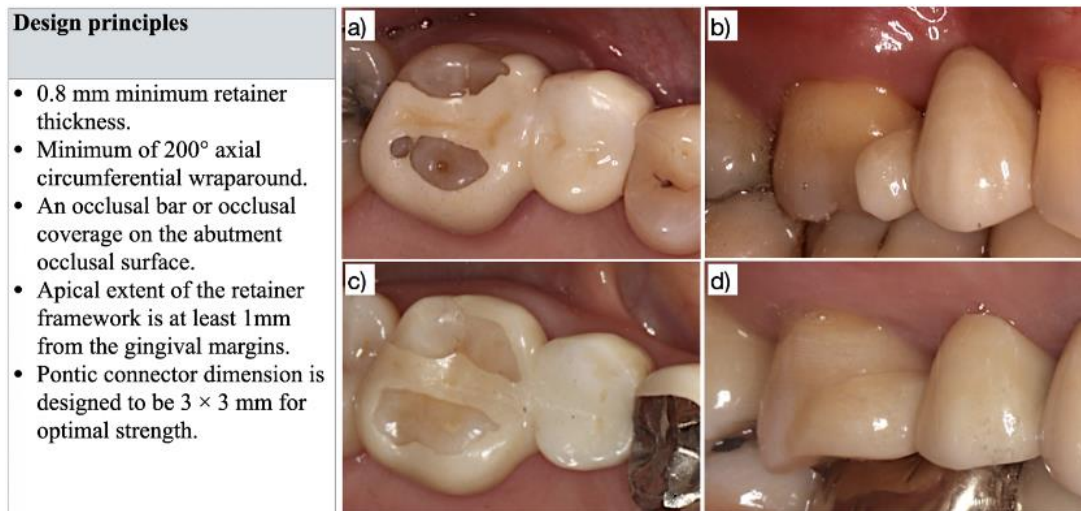 Design principles
• 0.8 mm minimum retainer
thickness.
• Minimum of 200° axial
circumferential wraparound.
• An occlusal bar or occlusal
coverage on the abutment
occlusal surface.
• Apical extent of the retainer
framework is at least 1mm
from the gingival margins.
• Pontic connector dimension is
designed to be 3 × 3 mm for
optimal strength.
a)
b)
c)
d)